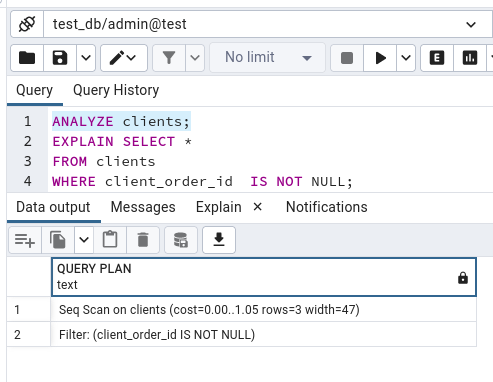 test_db/admin@test
No limit
E
Query Query History
1 ANALYZE clients;
2 EXPLAIN SELECT *
3 FROM clients
4 WHERE client_order_id  IS NOT NULL;
Data output Messages Explain × Notifications
QUERY PLAN
text
1 Seq Scan on clients (cost=0.00..1.05 rows=3 width=47)
2 Filter: (client_order_id IS NOT NULL)